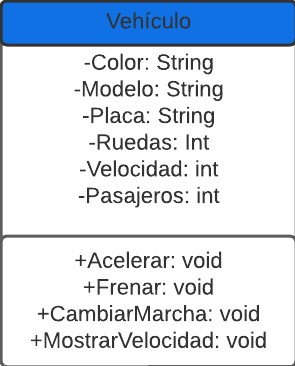 Vehículo
-Color: String
-Modelo: String
-Placa: String
-Ruedas: Int
-Velocidad: int
-Pasajeros: int
+Acelerar: void
+Frenar: void
+CambiarMarcha: void
+MostrarVelocidad: void